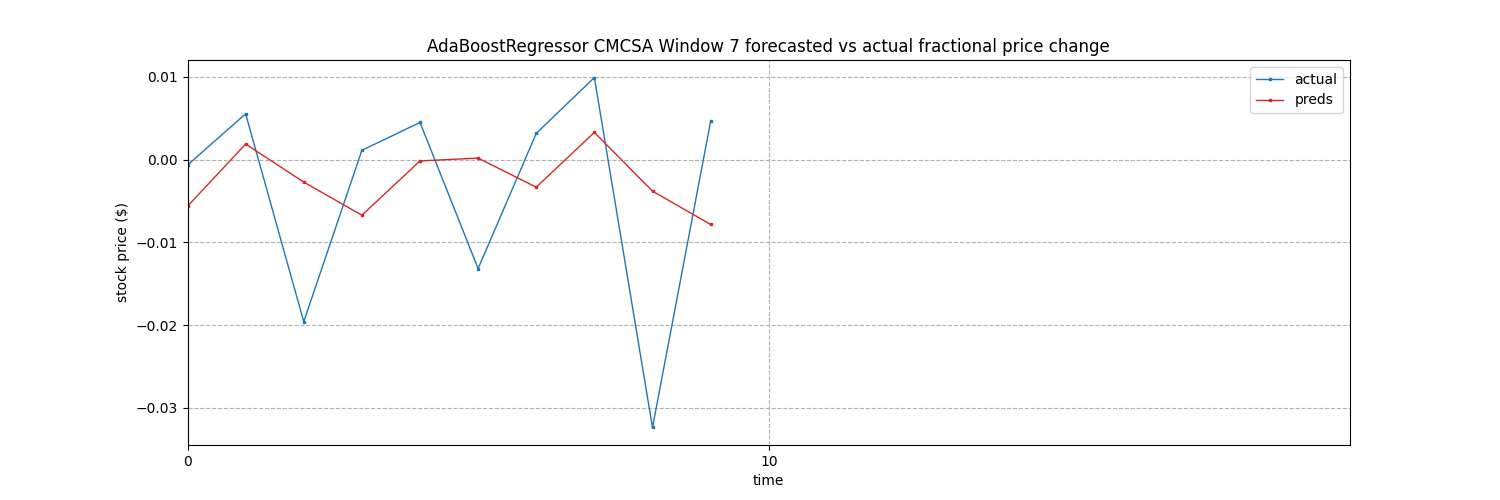 AdaBoostRegressor CMCSA Window 7 forecasted vs actual fractional price change
actual
preds
0.01
0.00
−0.01
−0.02
−0.03
stock price ($)
0
10
time